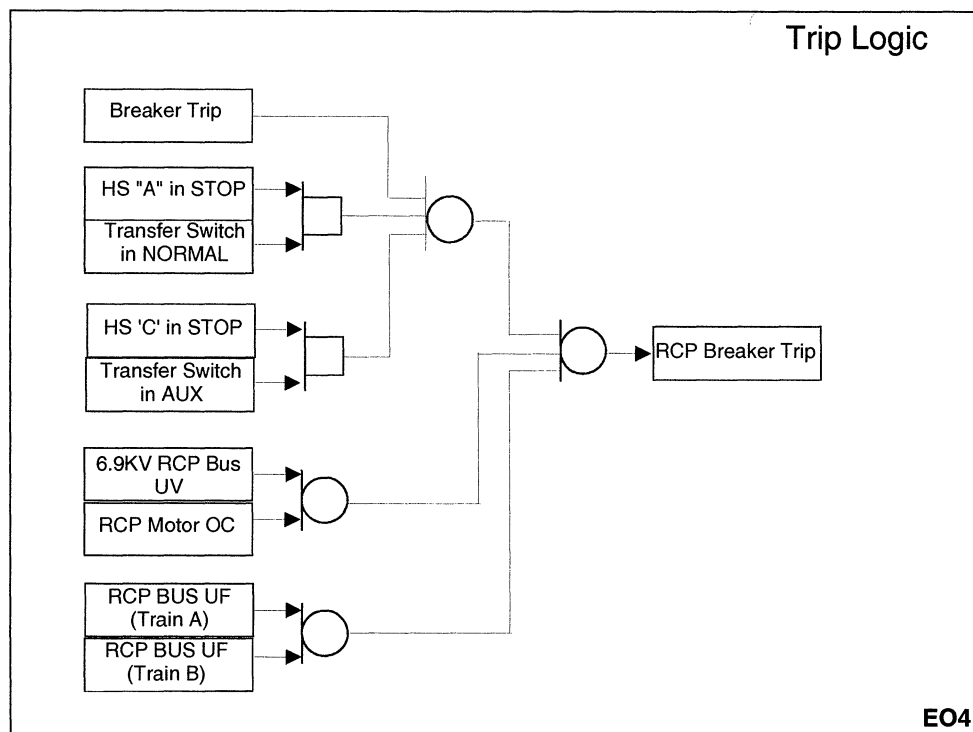 Trip Logic
Breaker Trip
HS "A" in STOP
Transfer Switch
in NORMAL
HS 'C' in STOP
Transfer Switch
in AUX
RCP Breaker Trip
6.9KV RCP Bus
UV
RCP Motor OC
RCP BUS UF
(Train A)
RCP BUS UF
(Train B)
EO4